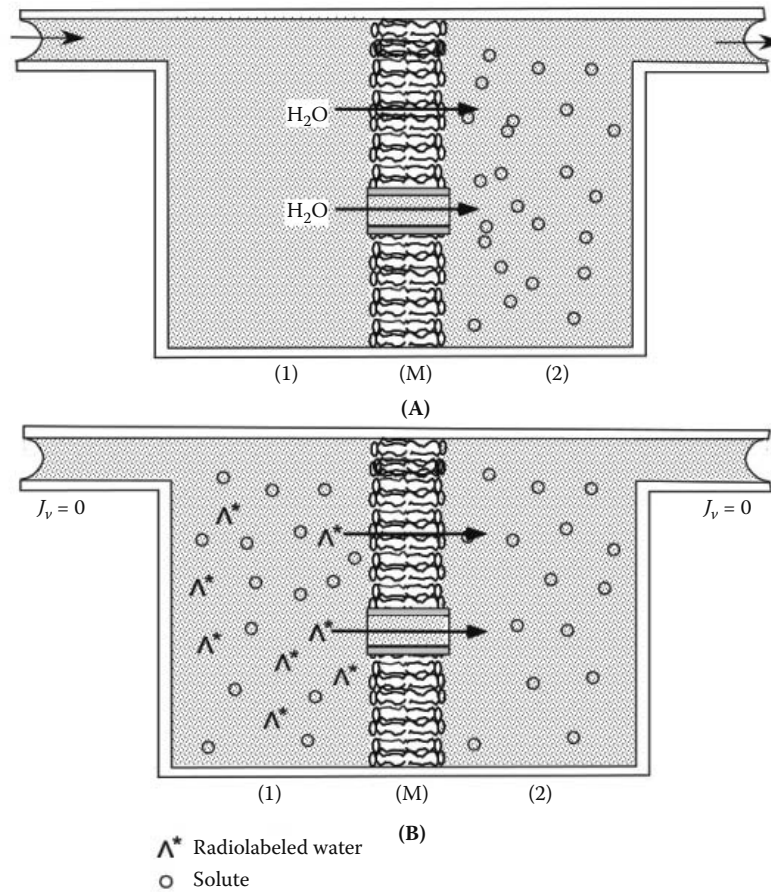 H₂O
H₂O
(1) (M) (2)
(A)
Jᵥ = 0 Jᵥ = 0
Λ* Λ*
Λ*
Λ* Λ*
Λ* Λ*
Λ*
(1) (M) (2)
(B)
Λ* Radiolabeled water
Solute